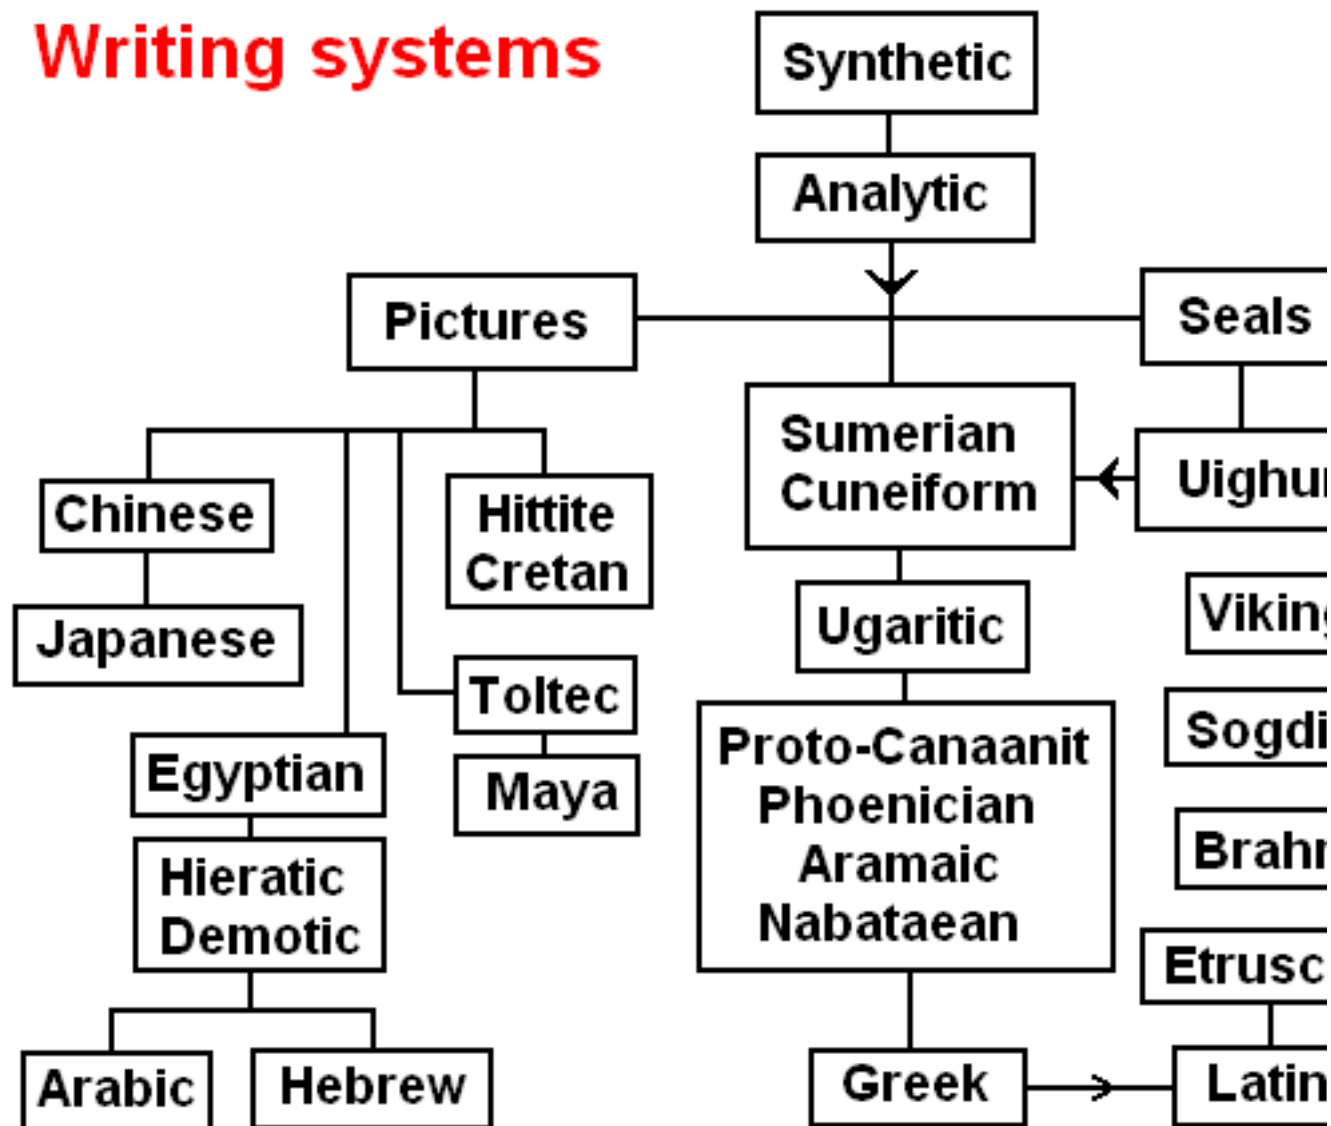 Writing systems
Synthetic
Analytic
Pictures
Seals
Sumerian
Cuneiform
Chinese
Hittite
Cretan
Japanese
Ugaritic
Toltec
Maya
Egyptian
Proto-Canaanit
Phoenician
Aramaic
Nabataean
Hieratic
Demotic
Arabic
Hebrew
Greek
Latin